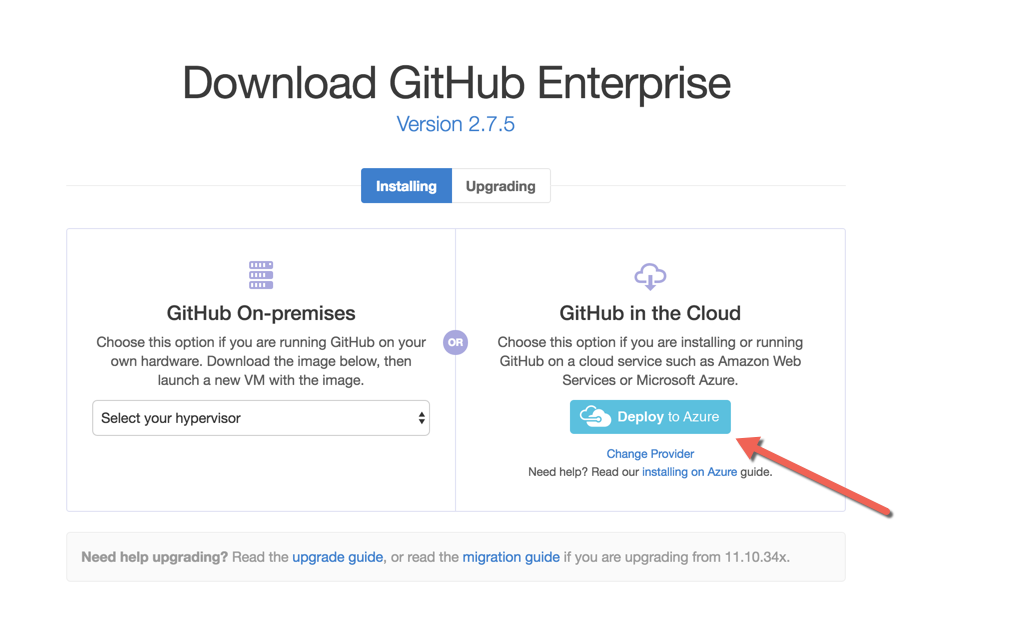 Download GitHub Enterprise
Version 2.7.5
Installing
Upgrading
GitHub On-premises
Choose this option if you are running GitHub on your
own hardware. Download the image below, then
launch a new VM with the image.
Select your hypervisor
OR
GitHub in the Cloud
Choose this option if you are installing or running
GitHub on a cloud service such as Amazon Web
Services or Microsoft Azure.
Deploy to Azure
Change Provider
Need help? Read our installing on Azure guide.
Need help upgrading? Read the upgrade guide, or read the migration guide if you are upgrading from 11.10.34x.